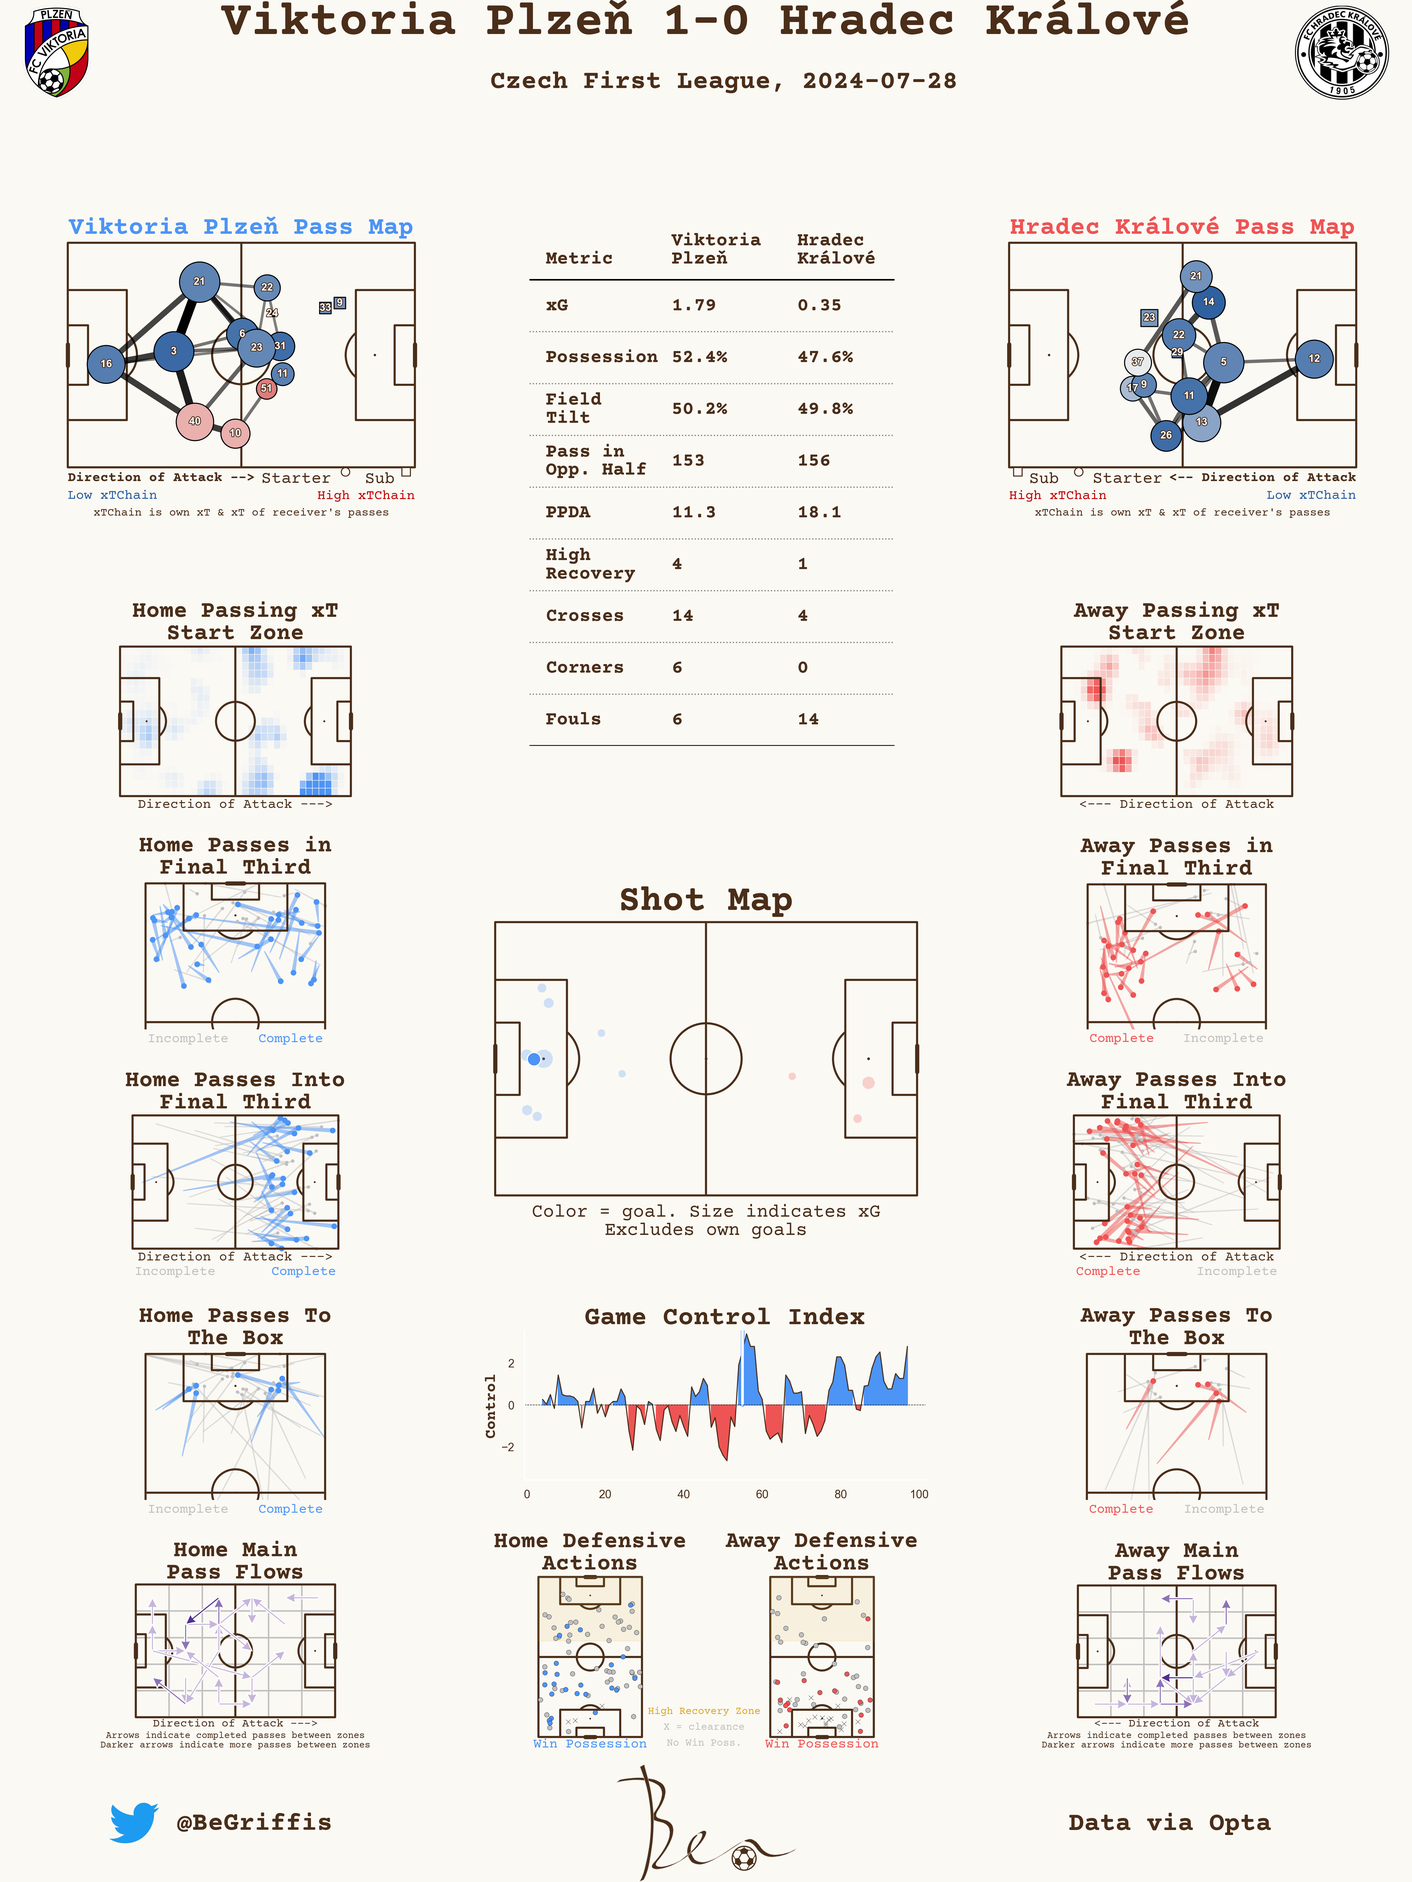 Viktoria Plzeň 1-0 Hradec Králové
Czech First League, 2024-07-28
PLZEŇ
FC VIKTORIA
FC HRADEC KRÁLOVÉ
1905
Viktoria Plzeň Pass Map
21
22
24
33
9
6
3
23
31
16
11
51
40
10
Direction of Attack --> Starter Sub
Low xTChain High xTChain
xTChain is own xT & xT of receiver's passes
Metric Viktoria Plzeň Hradec Králové
xG 1.79 0.35
Possession 52.4% 47.6%
Field Tilt 50.2% 49.8%
Pass in Opp. Half 153 156
PPDA 11.3 18.1
High Recovery 4 1
Crosses 14 4
Corners 6 0
Fouls 6 14
Hradec Králové Pass Map
21
14
23
22
29
37
5
12
17
9
11
13
26
Sub Starter <-- Direction of Attack
High xTChain Low xTChain
xTChain is own xT & xT of receiver's passes
Home Passing xT
Start Zone
Direction of Attack --->
Away Passing xT
Start Zone
<--- Direction of Attack
Home Passes in
Final Third
Incomplete Complete
Shot Map
Color = goal. Size indicates xG
Excludes own goals
Away Passes in
Final Third
Complete Incomplete
Home Passes Into
Final Third
Direction of Attack --->
Incomplete Complete
Away Passes Into
Final Third
<--- Direction of Attack
Complete Incomplete
Home Passes To
The Box
Incomplete Complete
Game Control Index
Control
2
0
−2
0 20 40 60 80 100
Away Passes To
The Box
Complete Incomplete
Home Main
Pass Flows
Direction of Attack --->
Arrows indicate completed passes between zones
Darker arrows indicate more passes between zones
Home Defensive
Actions
Win Possession
High Recovery Zone
X = clearance
No Win Poss.
Away Defensive
Actions
Win Possession
Away Main
Pass Flows
<--- Direction of Attack
Arrows indicate completed passes between zones
Darker arrows indicate more passes between zones
@BeGriffis
Ben
Data via Opta